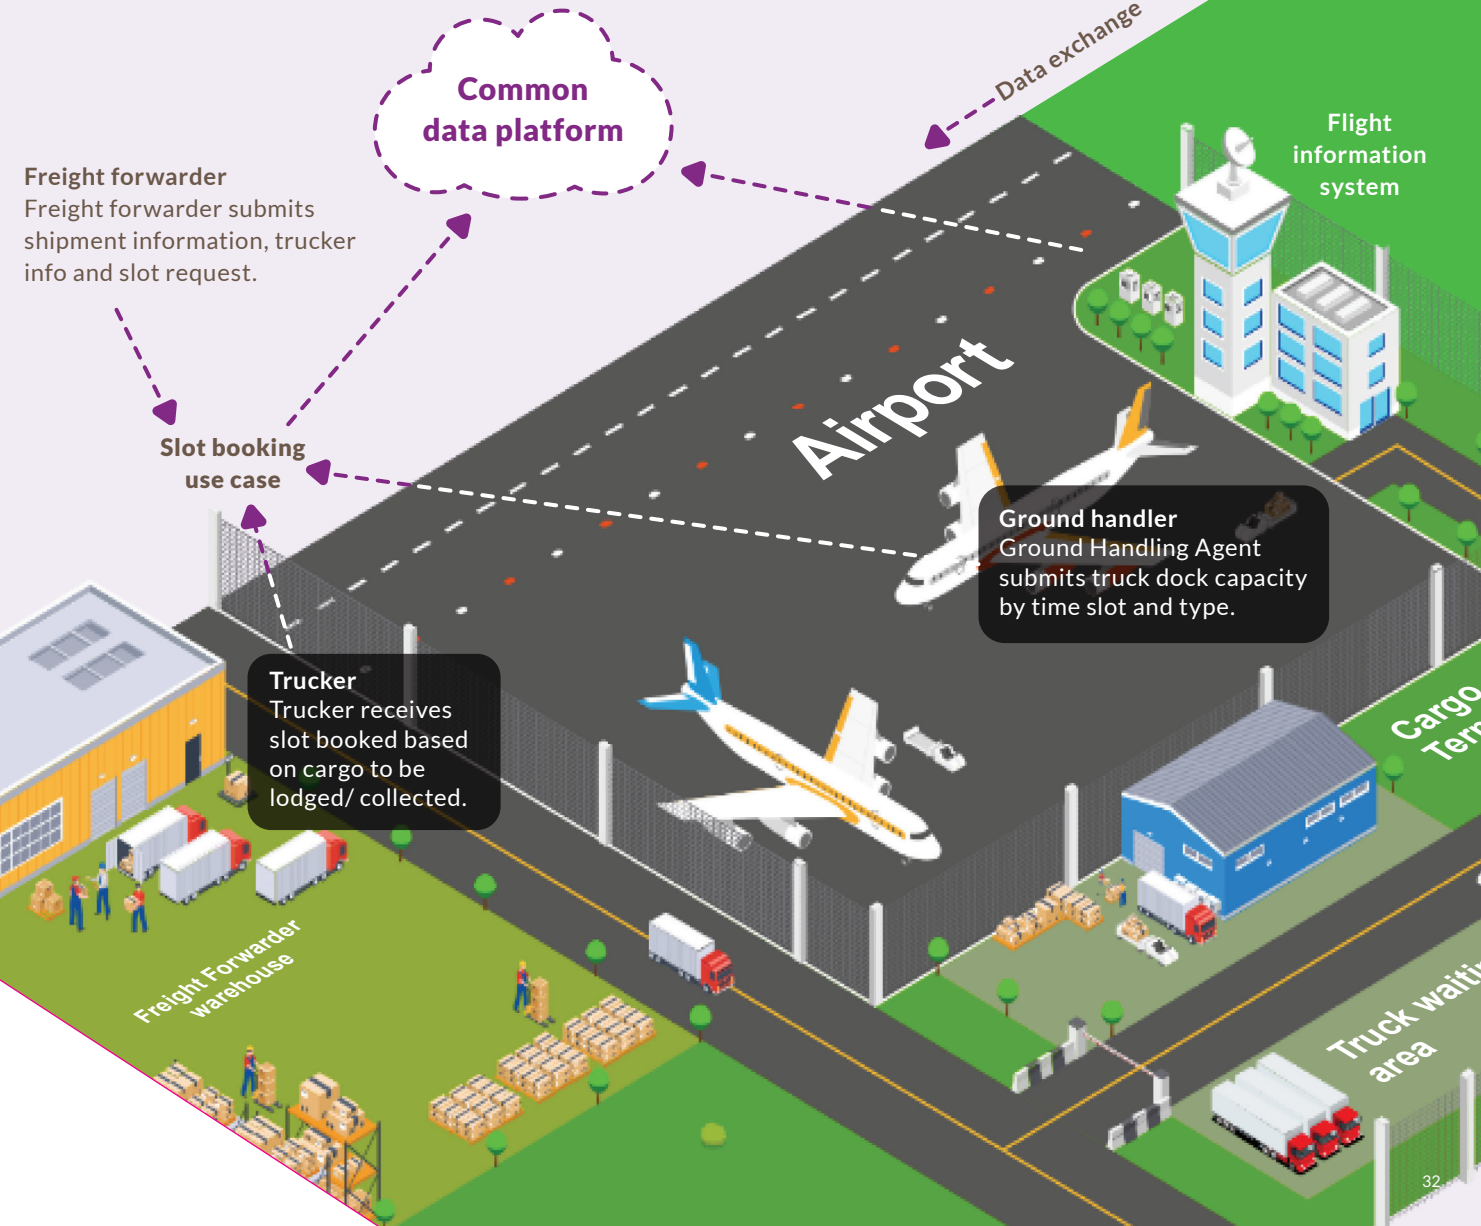 Common
data platform
Data exchange
Flight
information
system
Freight forwarder
Freight forwarder submits
shipment information, trucker
info and slot request.
Airport
Slot booking
use case
Ground handler
Ground Handling Agent
submits truck dock capacity
by time slot and type.
Trucker
Trucker receives
slot booked based
on cargo to be
lodged/ collected.
Cargo
Freight Forwarder
warehouse
Truck
area
32